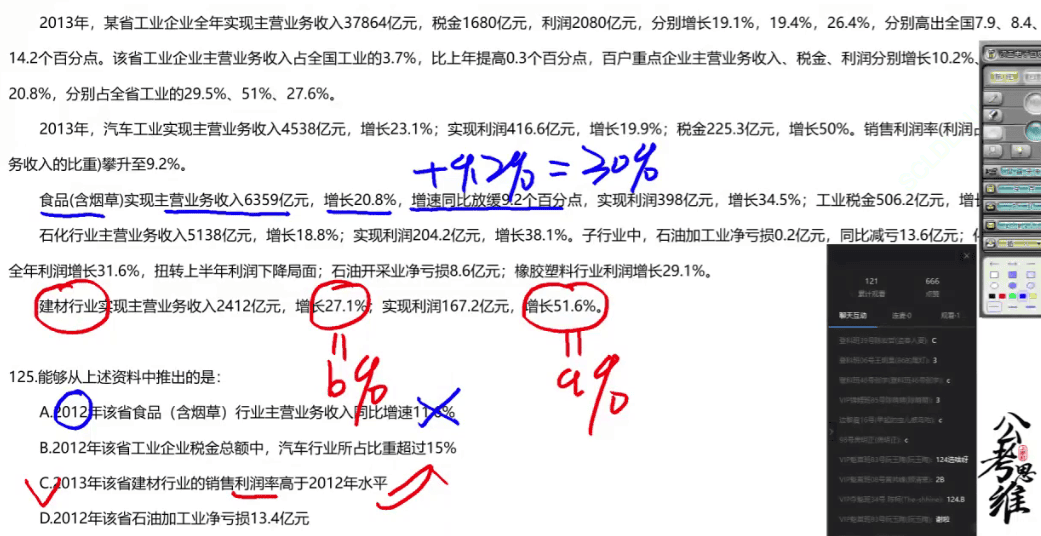 2013年，某省工业企业全年实现主营业务收入37864亿元，税金1680亿元，利润2080亿元，分别增长19.1%，19.4%，26.4%，分别高出全国7.9、8.4、
14.2个百分点。该省工业企业主营业务收入占全国工业的3.7%，比上年提高0.3个百分点，百户重点企业主营业务收入、税金、利润分别增长10.2%、
20.8%，分别占全省工业的29.5%、51%、27.6%。
2013年，汽车工业实现主营业务收入4538亿元，增长23.1%；实现利润416.6亿元，增长19.9%；税金225.3亿元，增长50%。销售利润率(利润占
务收入的比重)攀升至9.2%。
+9.2%=30%
食品(含烟草)实现主营业务收入6359亿元，增长20.8%，增速同比放缓9.2个百分点，实现利润398亿元，增长34.5%；工业税金506.2亿元，增长
石化行业主营业务收入5138亿元，增长18.8%；实现利润204.2亿元，增长38.1%。子行业中，石油加工业净亏损0.2亿元，同比减亏13.6亿元；
全年利润增长31.6%，扭转上半年利润下降局面；石油开采业净亏损8.6亿元；橡胶塑料行业利润增长29.1%。
建材行业实现主营业务收入2412亿元，增长27.1%；实现利润167.2亿元，增长51.6%。
b% a%
125.能够从上述资料中推出的是：
A.2012年该省食品（含烟草）行业主营业务收入同比增速11.6%
B.2012年该省工业企业税金总额中，汽车行业所占比重超过15%
C.2013年该省建材行业的销售利润率高于2012年水平
D.2012年该省石油加工业净亏损13.4亿元
121 666
累计观看 点赞
聊天互动 连麦·0 观看·1
C
3
c
3
c
c
124选啥好
2B
124.B
谢啦
公考思维